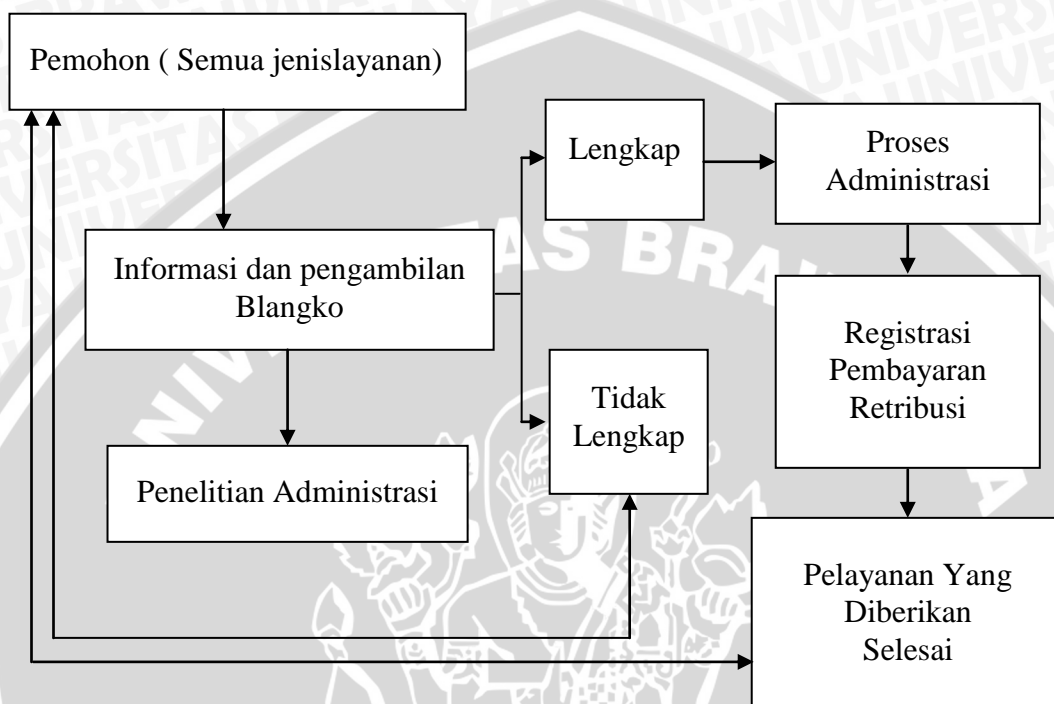 Pemohon ( Semua jenislayanan)
Informasi dan pengambilan
Blangko
Penelitian Administrasi
Lengkap
Tidak
Lengkap
Proses
Administrasi
Registrasi
Pembayaran
Retribusi
Pelayanan Yang
Diberikan
Selesai